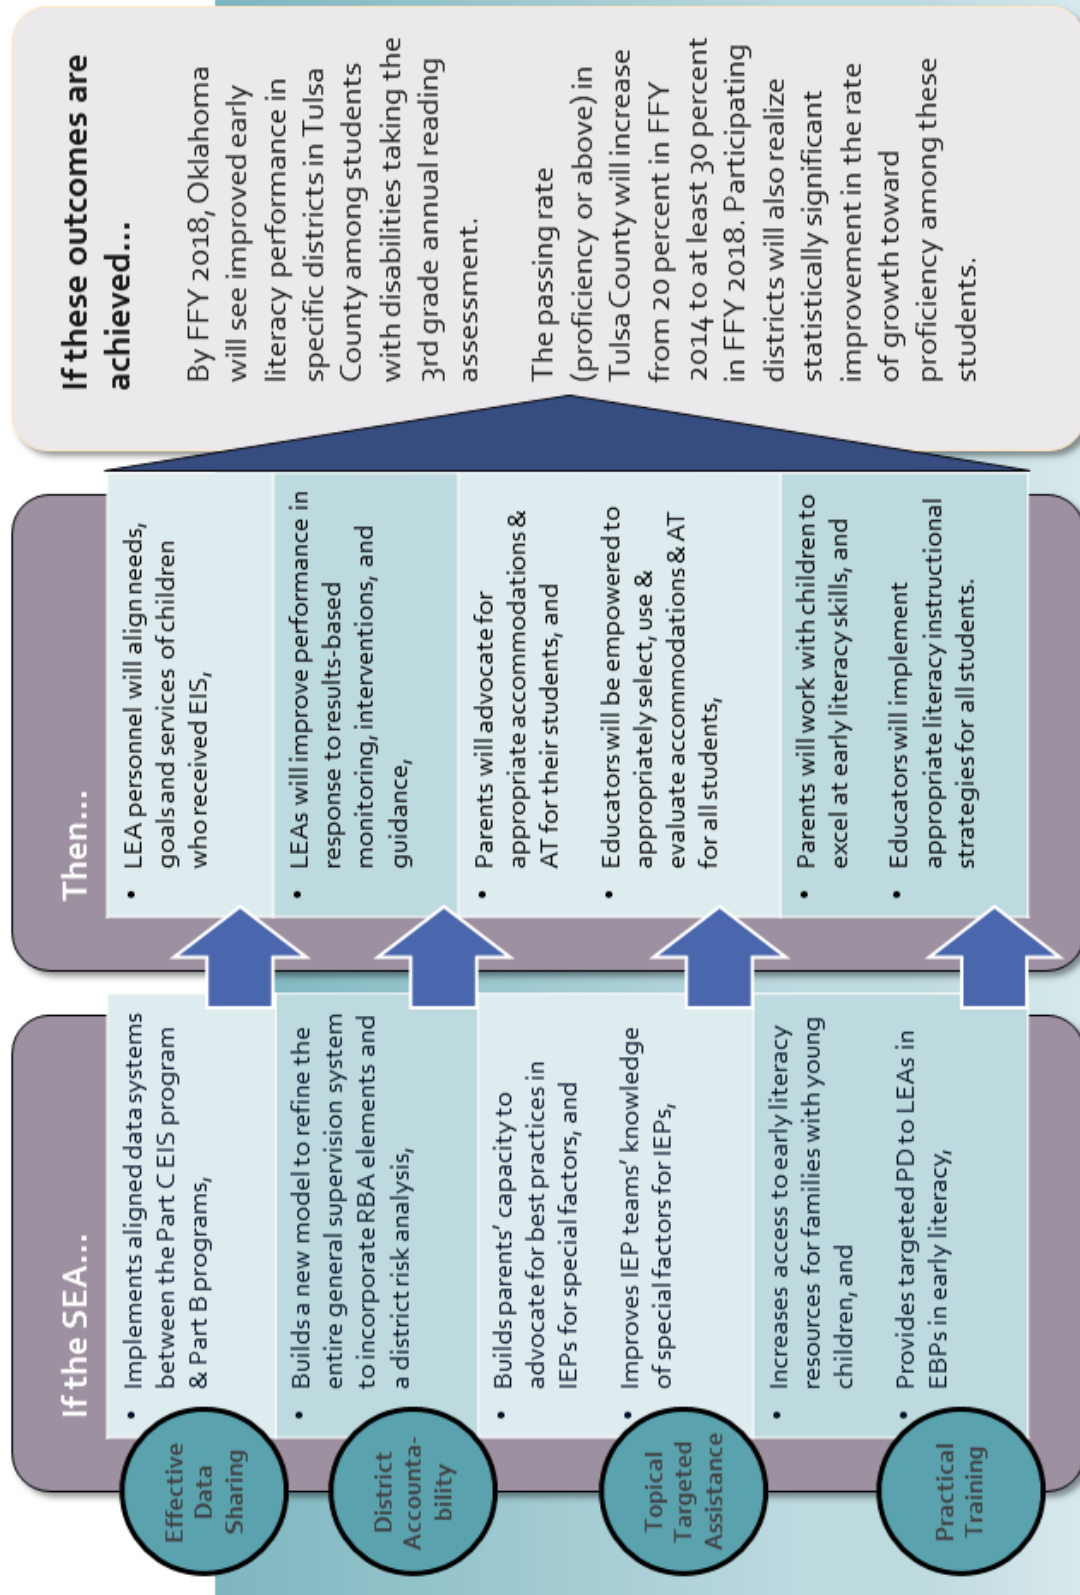 If the SEA...
Effective
Data
Sharing
• Implements aligned data systems
between the Part C EIS program
& Part B programs,
District
Accounta-
bility
• Builds a new model to refine the
entire general supervision system
to incorporate RBA elements and
a district risk analysis,
Topical
Targeted
Assistance
• Builds parents' capacity to
advocate for best practices in
IEPs for special factors, and
• Improves IEP teams' knowledge
of special factors for IEPs,
Practical
Training
• Increases access to early literacy
resources for families with young
children, and
• Provides targeted PD to LEAs in
EBPs in early literacy,
Then...
• LEA personnel will align needs,
goals and services of children
who received EIS,
• LEAs will improve performance in
response to results-based
monitoring, interventions, and
guidance,
• Parents will advocate for
appropriate accommodations &
AT for their students, and
• Educators will be empowered to
appropriately select, use &
evaluate accommodations & AT
for all students,
• Parents will work with children to
excel at early literacy skills, and
• Educators will implement
appropriate literacy instructional
strategies for all students.
If these outcomes are
achieved...
By FFY 2018, Oklahoma
will see improved early
literacy performance in
specific districts in Tulsa
County among students
with disabilities taking the
3rd grade annual reading
assessment.
The passing rate
(proficiency or above) in
Tulsa County will increase
from 20 percent in FFY
2014 to at least 30 percent
in FFY 2018. Participating
districts will also realize
statistically significant
improvement in the rate
of growth toward
proficiency among these
students.